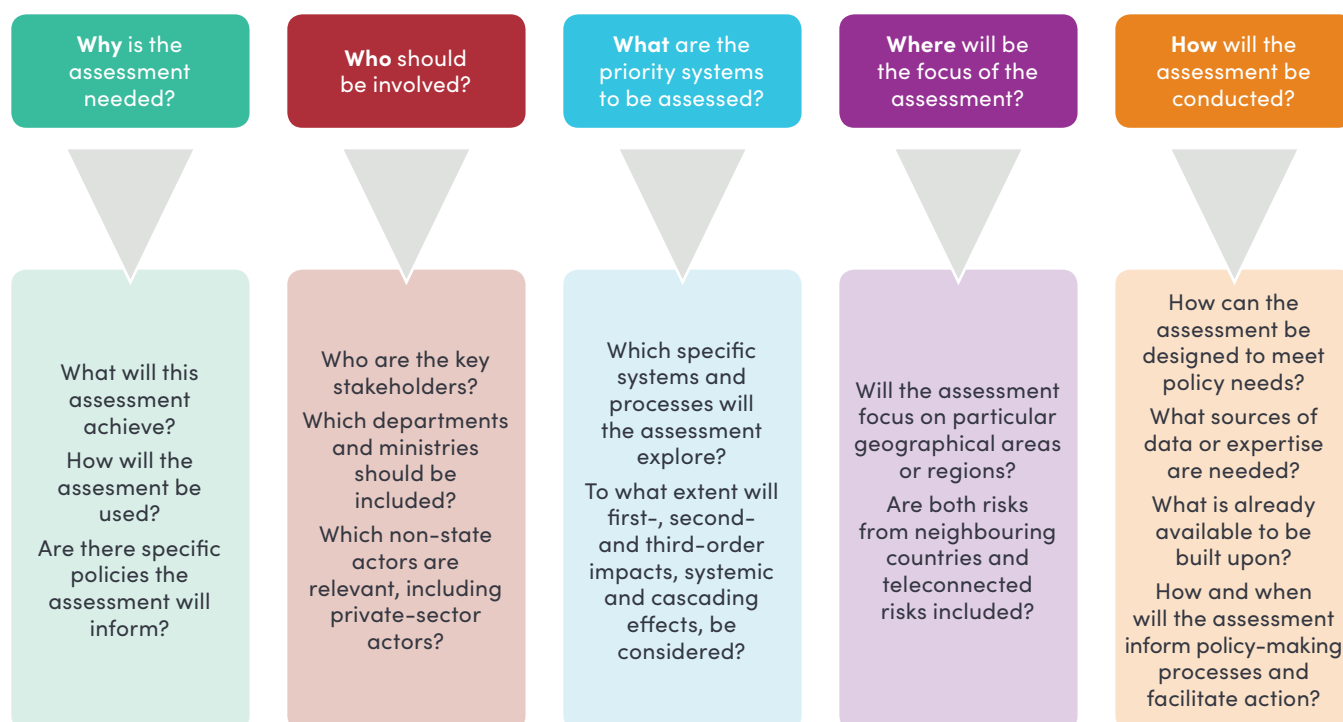 Why is the
assessment
needed?
Who should
be involved?
What are the
priority systems
to be assessed?
Where will be
the focus of the
assessment?
How will the
assessment be
conducted?
What will this
assessment
achieve?
How will the
assesment be
used?
Are there specific
policies the
assessment will
inform?
Who are the key
stakeholders?
Which departments
and ministries
should be
included?
Which non-state
actors are
relevant, including
private-sector
actors?
Which specific
systems and
processes will
the assessment
explore?
To what extent will
first-, second-
and third-order
impacts, systemic
and cascading
effects, be
considered?
Will the assessment
focus on particular
geographical areas
or regions?
Are both risks
from neighbouring
countries and
teleconnected
risks included?
How can the
assessment be
designed to meet
policy needs?
What sources of
data or expertise
are needed?
What is already
available to be
built upon?
How and when
will the assessment
inform policy-making
processes and
facilitate action?